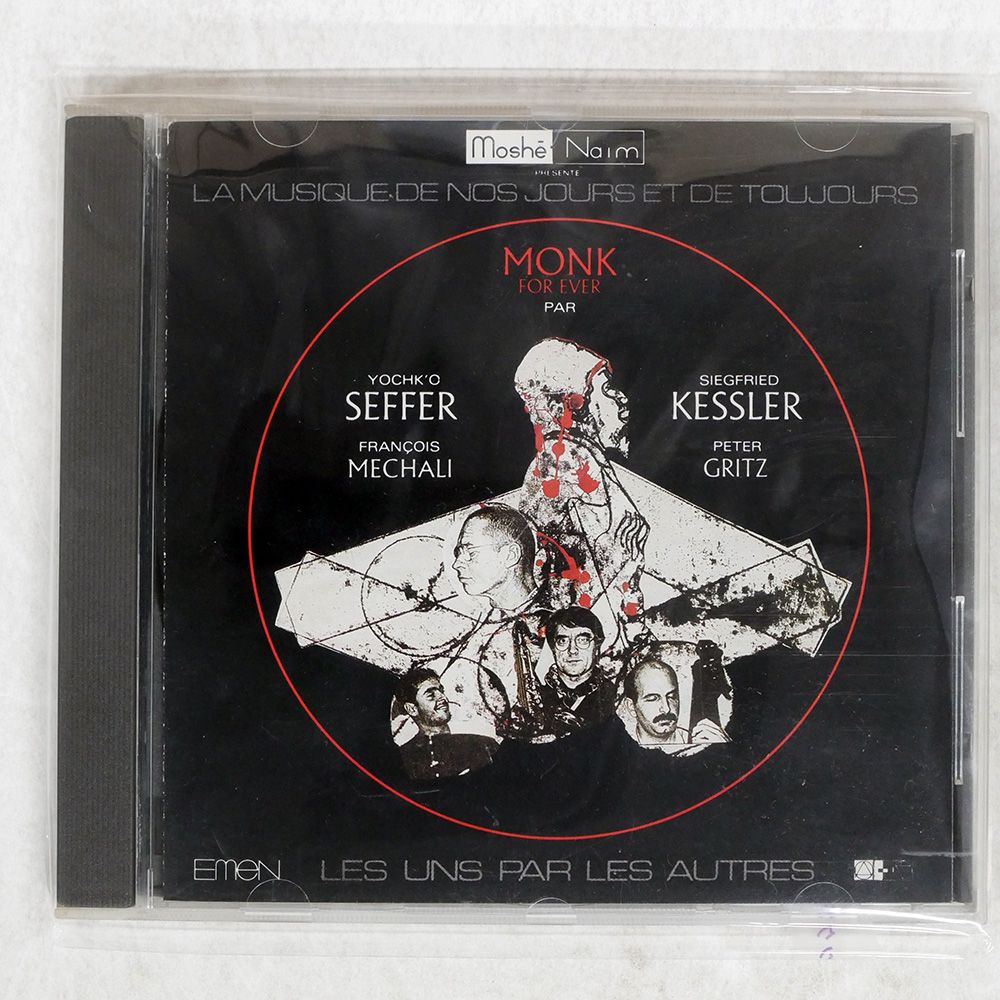 Moshé Naïm
PRÉSENTE
LA MUSIQUE DE NOS JOURS ET DE TOUJOURS
MONK
FOR EVER
PAR
YOCHK'O
SEFFER
FRANÇOIS
MECHALI
SIEGFRIED
KESSLER
PETER
GRITZ
EMEN
LES UNS PAR LES AUTRES